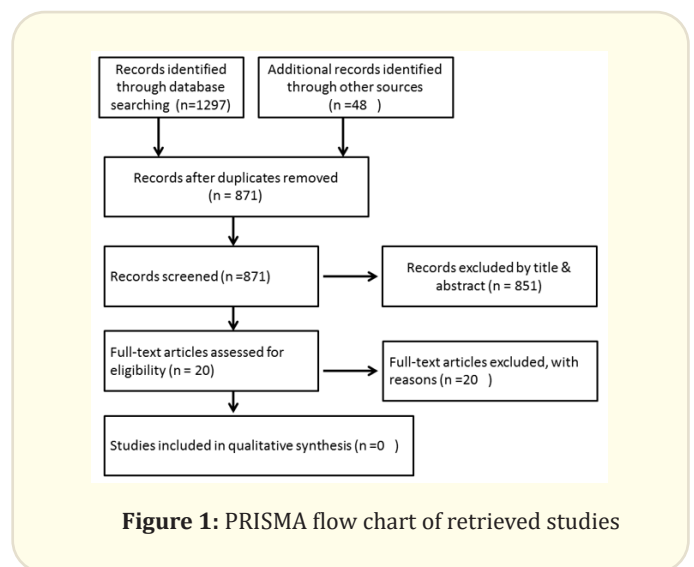 Records identified
through database
searching (n=1297)
Additional records identified
through other sources
(n =48   )
Records after duplicates removed
(n = 871)
Records screened (n =871)
Records excluded by title &
abstract (n = 851)
Full-text articles assessed for
eligibility (n = 20)
Full-text articles excluded, with
reasons (n =20   )
Studies included in qualitative synthesis (n =0   )
Figure 1: PRISMA flow chart of retrieved studies